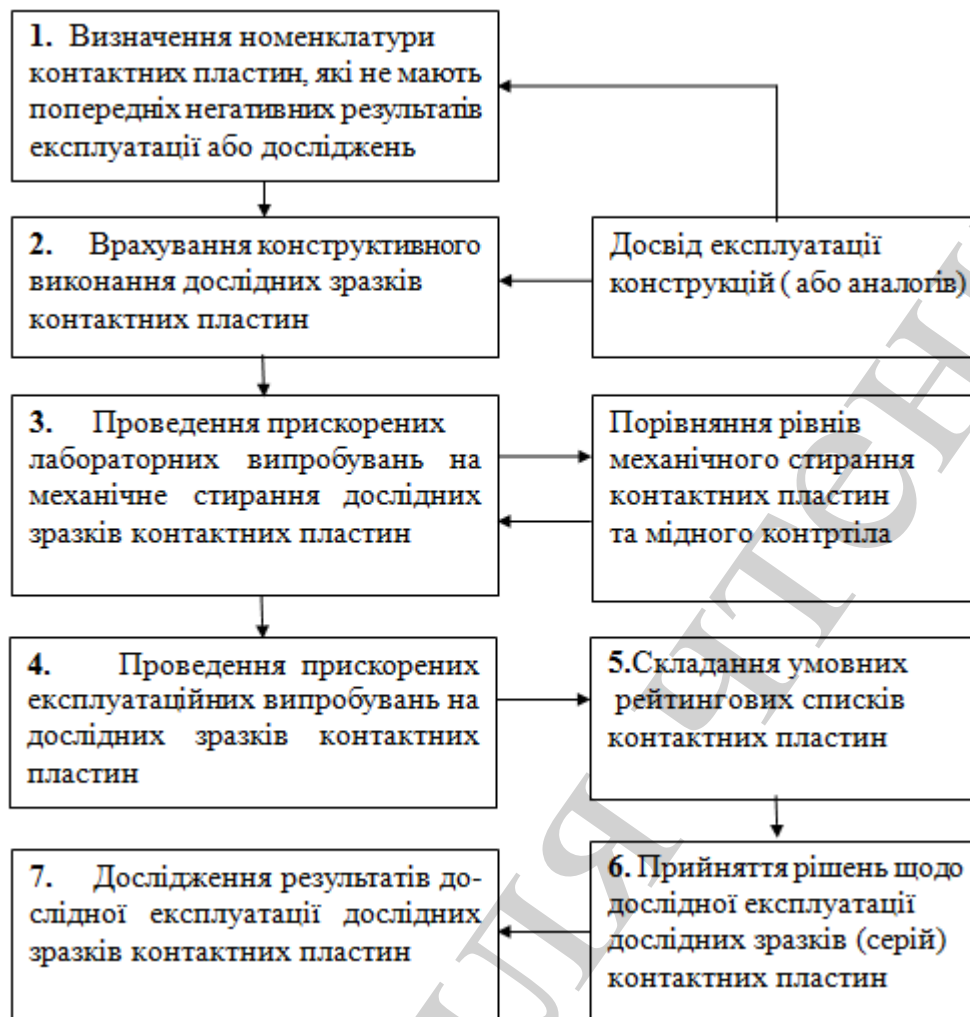 1. Визначення номенклатури
контактних пластин, які не мають
попередніх негативних результатів
експлуатації або досліджень
2. Врахування конструктивного
виконання дослідних зразків
контактних пластин
Досвід експлуатації
конструкцій ( або аналогів)
3. Проведення прискорених
лабораторних випробувань на
механічне стирання дослідних
зразків контактних пластин
Порівняння рівнів
механічного стирання
контактних пластин
та мідного контртіла
4. Проведення прискорених
експлуатаційних випробувань на
дослідних зразків контактних
пластин
5.Складання умовних
рейтингових списків
контактних пластин
6. Прийняття рішень щодо
дослідної експлуатації
дослідних зразків (серій)
контактних пластин
7. Дослідження результатів до-
слідної експлуатації дослідних
зразків контактних пластин